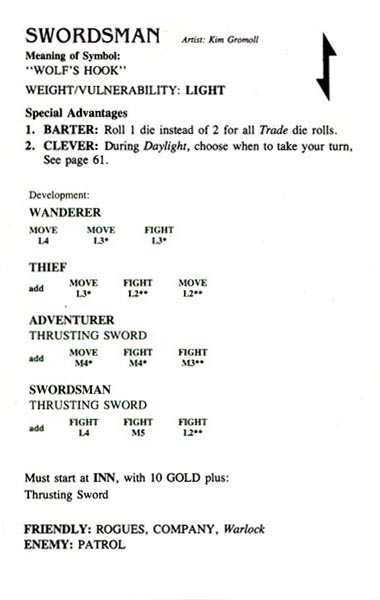 SWORDSMAN Artist: Kim Gromoll
Meaning of Symbol:
"WOLF'S HOOK"
WEIGHT/VULNERABILITY: LIGHT
Special Advantages
1. BARTER: Roll 1 die instead of 2 for all Trade die rolls.
2. CLEVER: During Daylight, choose when to take your turn,
See page 61.
Development:
WANDERER
MOVE MOVE FIGHT
L4 L3* L3*
THIEF
add MOVE FIGHT MOVE
L3* L2** L2**
ADVENTURER
THRUSTING SWORD
add MOVE FIGHT FIGHT
M4* M4* M3**
SWORDSMAN
THRUSTING SWORD
add FIGHT FIGHT FIGHT
L4 M5 L2**
Must start at INN, with 10 GOLD plus:
Thrusting Sword
FRIENDLY: ROGUES, COMPANY, Warlock
ENEMY: PATROL